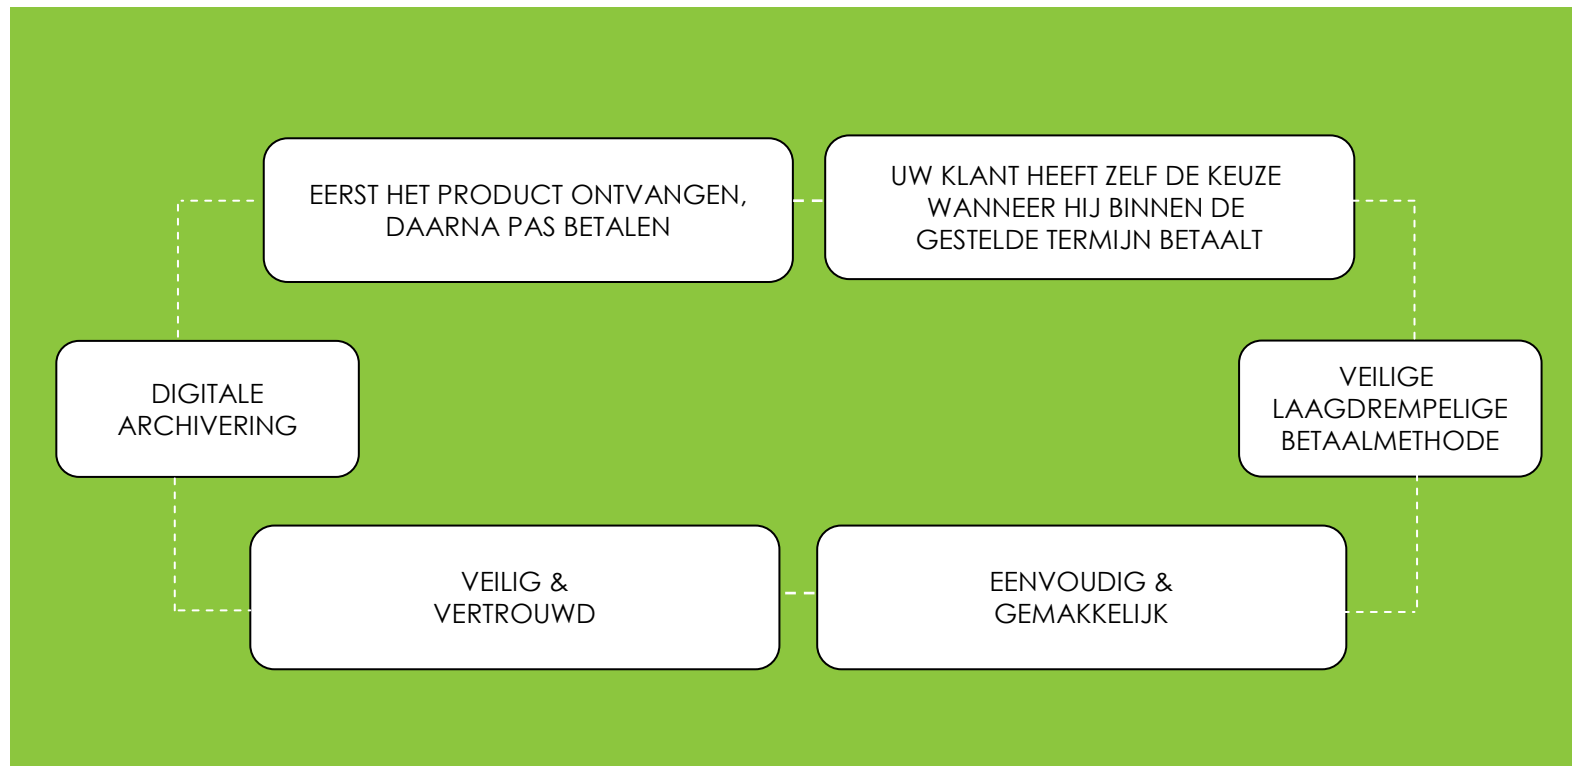 EERST HET PRODUCT ONTVANGEN,
DAARNA PAS BETALEN
UW KLANT HEEFT ZELF DE KEUZE
WANNEER HIJ BINNEN DE
GESTELDE TERMIJN BETAALT
DIGITALE
ARCHIVERING
VEILIGE
LAAGDREMPELIGE
BETAALMETHODE
VEILIG &
VERTROUWD
EENVOUDIG &
GEMAKKELIJK